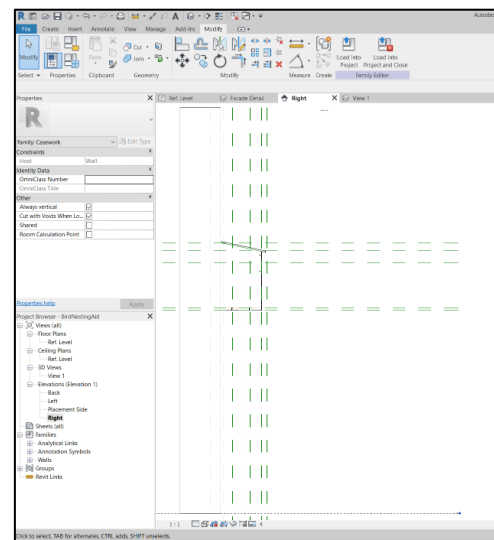 Autodes
File Create Insert Annotate View Manage Add-Ins Modify
Modify
Paste
Cut
Join
Load into Project
Load into Project and Close
Select Properties Clipboard Geometry Modify Measure Create Family Editor
Properties
Ref. Level Facade Detail Right View 1
Family: Casework Edit Type
Constraints
Host Wall
Identity Data
OmniClass Number
OmniClass Title
Other
Always vertical
Cut with Voids When Lo...
Shared
Room Calculation Point
Properties help Apply
Project Browser - BirdNestingAid
Views (all)
Floor Plans
Ref. Level
Ceiling Plans
Ref. Level
3D Views
View 1
Elevations (Elevation 1)
Back
Left
Placement Side
Right
Sheets (all)
Families
Analytical Links
Annotation Symbols
Walls
Groups
Revit Links
1:1
Click to select, TAB for alternates, CTRL adds, SHIFT unselects.